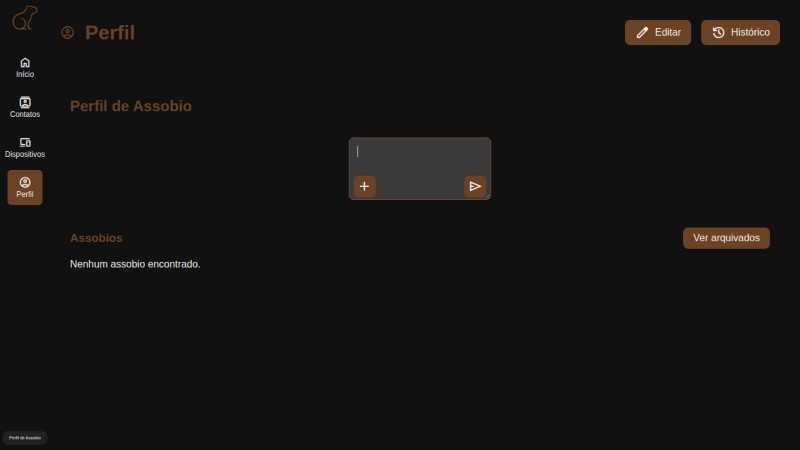 Perfil
Editar
Histórico
Início
Contatos
Dispositivos
Perfil
Perfil de Assobio
Assobios
Ver arquivados
Nenhum assobio encontrado.
Perfil de Assobio